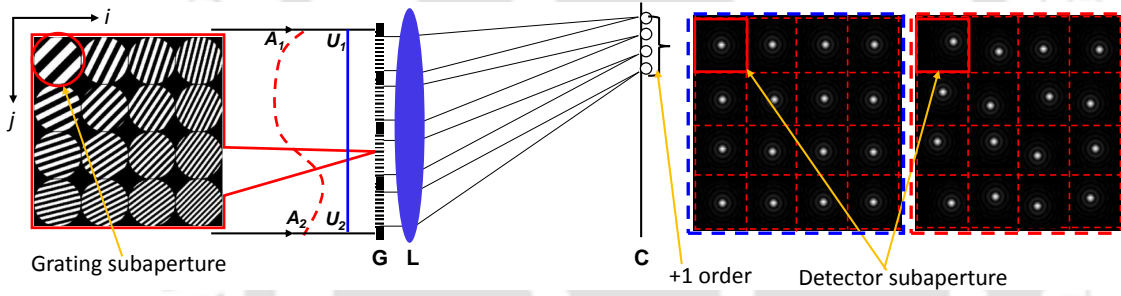 i
j
A1
U1
A2
U2
G
L
C
Grating subaperture
+1 order
Detector subaperture